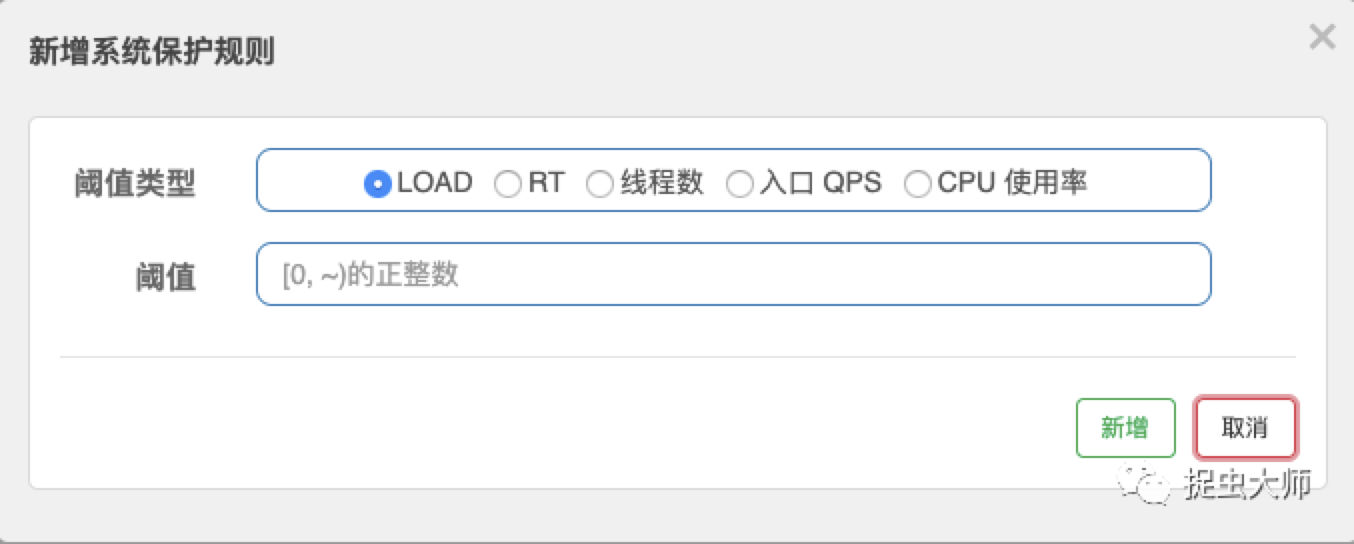 新增系统保护规则
×
阈值类型 LOAD RT 线程数 入口 QPS CPU 使用率
阈值 [0, ~)的正整数
新增 取消
捉虫大师